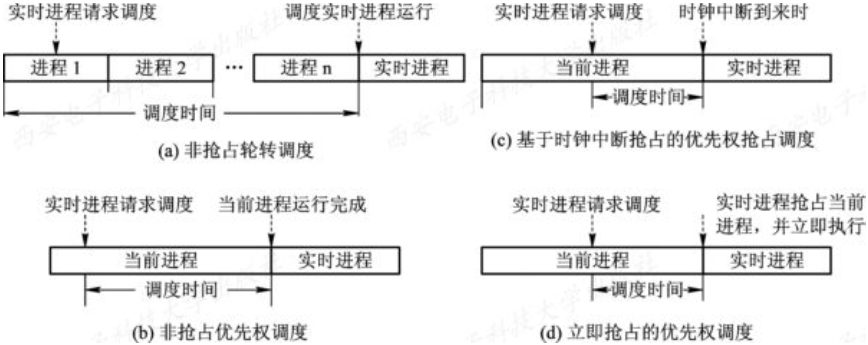 实时进程请求调度
调度实时进程运行
进程 1
进程 2
…
进程 n
实时进程
调度时间
(a) 非抢占轮转调度
实时进程请求调度
时钟中断到来时
当前进程
实时进程
调度时间
(c) 基于时钟中断抢占的优先权抢占调度
实时进程请求调度
当前进程运行完成
当前进程
实时进程
调度时间
(b) 非抢占优先权调度
实时进程请求调度
实时进程抢占当前
进程，并立即执行
当前进程
实时进程
调度时间
(d) 立即抢占的优先权调度